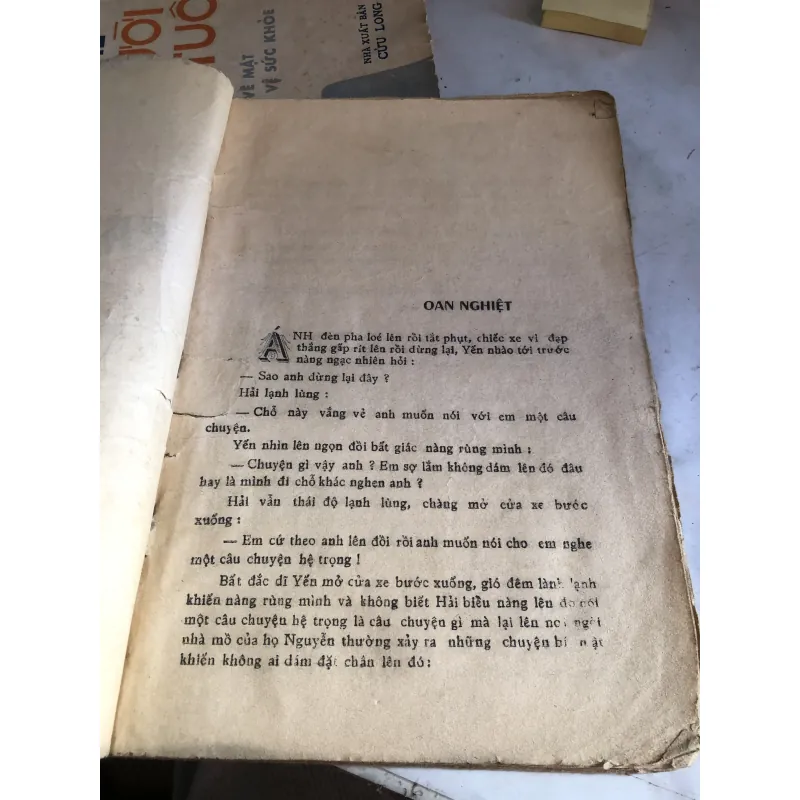 ƯỜI
UÔ
VỀ MẶT
VỆ SỨC KHỎE
NHÀ XUẤT BẢN
CỬU LONG
OAN NGHIỆT
ÁNH đèn pha loé lên rồi tắt phụt, chiếc xe vì đạp
thắng gấp rít lên rồi dừng lại, Yến nhào tới trước
nàng ngạc nhiên hỏi :
— Sao anh dừng lại đây ?
Hải lạnh lùng :
— Chỗ này vắng vẻ anh muốn nói với em một câu
chuyện.
Yến nhìn lên ngọn đồi bất giác nàng rùng mình :
— Chuyện gì vậy anh ? Em sợ lắm không dám lên đó đâu
hay là mình đi chỗ khác nghen anh ?
Hải vẫn thái độ lạnh lùng, chàng mở cửa xe bước
xuống :
— Em cứ theo anh lên đồi rồi anh muốn nói cho em nghe
một câu chuyện hệ trọng !
Bất đắc dĩ Yến mở cửa xe bước xuống, gió đêm lành lạnh
khiến nàng rùng mình và không biết Hải biểu nàng lên đó nói
một câu chuyện hệ trọng là câu chuyện gì mà lại lên nơi ngôi
nhà mồ của họ Nguyễn thường xảy ra những chuyện bí mật
khiến không ai dám đặt chân lên đó: